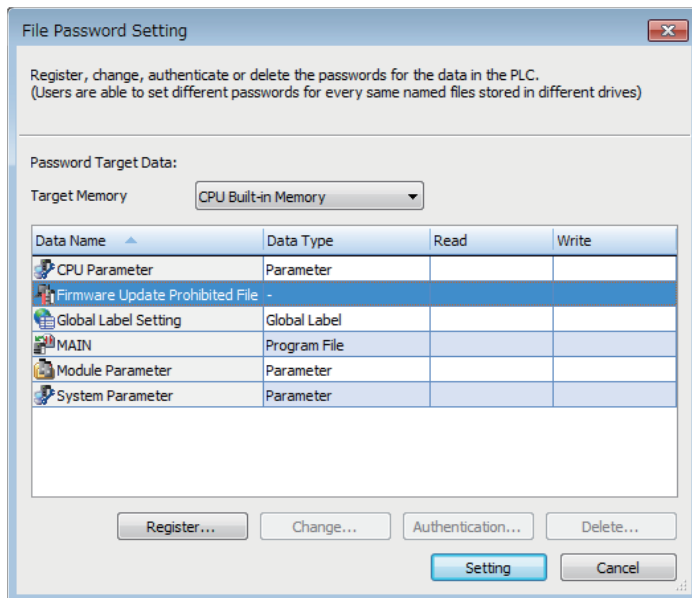 File Password Setting
Register, change, authenticate or delete the passwords for the data in the PLC.
(Users are able to set different passwords for every same named files stored in different drives)
Password Target Data:
Target Memory CPU Built-in Memory
Data Name Data Type Read Write
CPU Parameter Parameter
Firmware Update Prohibited File -
Global Label Setting Global Label
MAIN Program File
Module Parameter Parameter
System Parameter Parameter
Register... Change... Authentication... Delete...
Setting Cancel